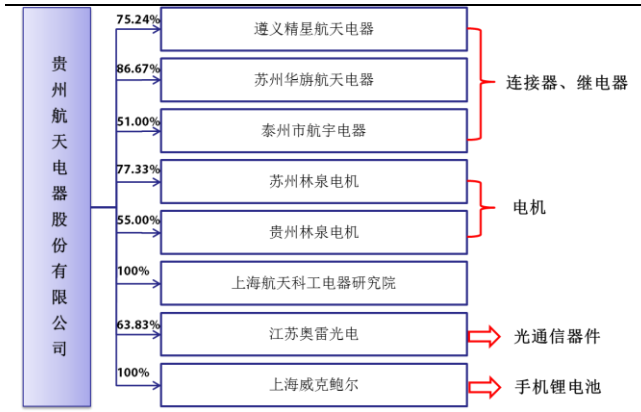 贵州航天电器股份有限公司
75.24%
遵义精星航天电器
86.67%
苏州华旃航天电器
51.00%
泰州市航宇电器
连接器、继电器
77.33%
苏州林泉电机
55.00%
贵州林泉电机
电机
100%
上海航天科工电器研究院
63.83%
江苏奥雷光电
光通信器件
100%
上海威克鲍尔
手机锂电池